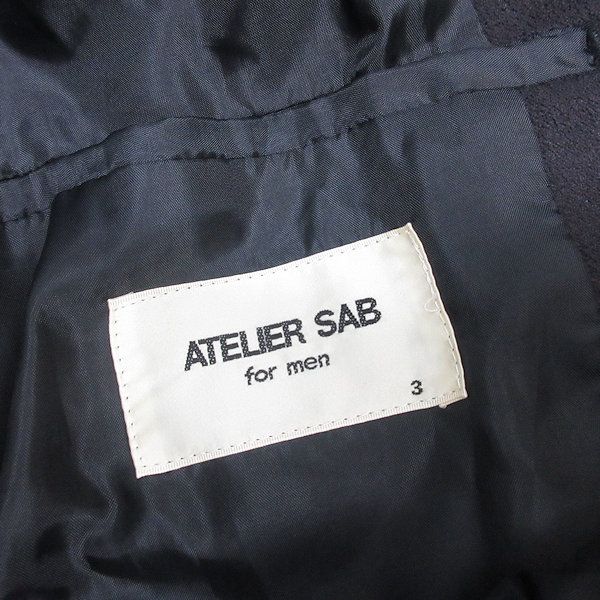 ATELIER SAB
for men
3